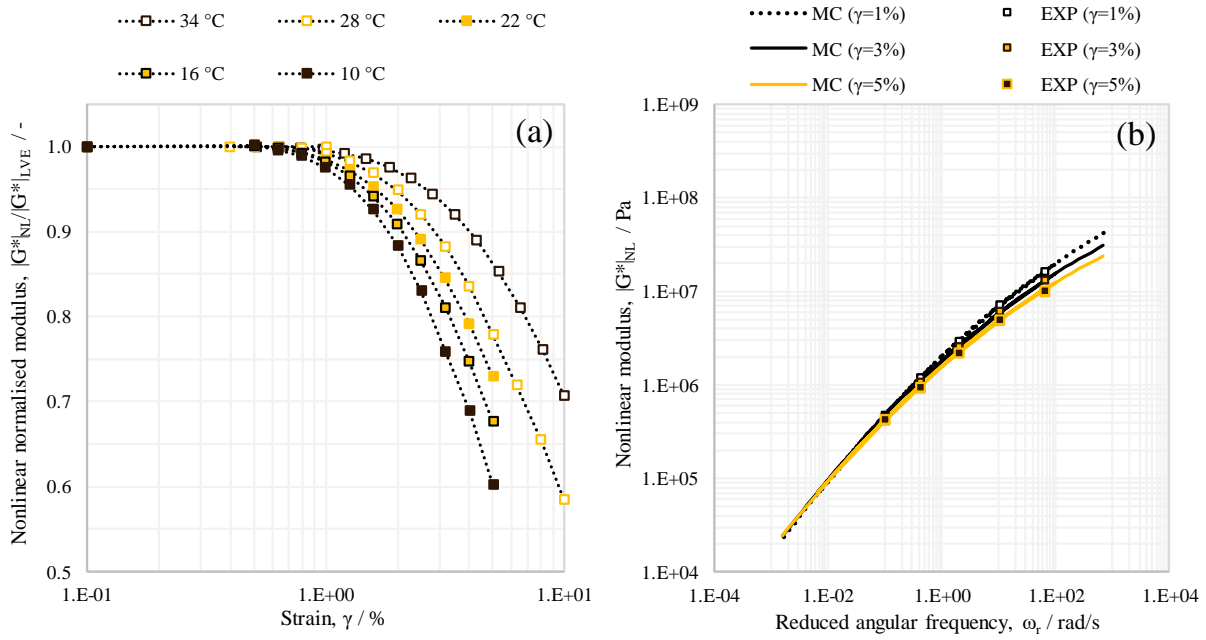 34 °C
28 °C
22 °C
16 °C
10 °C
(a)
Nonlinear normalised modulus, |G*|NL/|G*|LVE / -
1.0
0.9
0.8
0.7
0.6
0.5
1.E-01
1.E+00
1.E+01
Strain, γ / %
MC (γ=1%)
EXP (γ=1%)
MC (γ=3%)
EXP (γ=3%)
MC (γ=5%)
EXP (γ=5%)
(b)
Nonlinear modulus, |G*|NL / Pa
1.E+09
1.E+08
1.E+07
1.E+06
1.E+05
1.E+04
1.E-04
1.E-02
1.E+00
1.E+02
1.E+04
Reduced angular frequency, ωr / rad/s